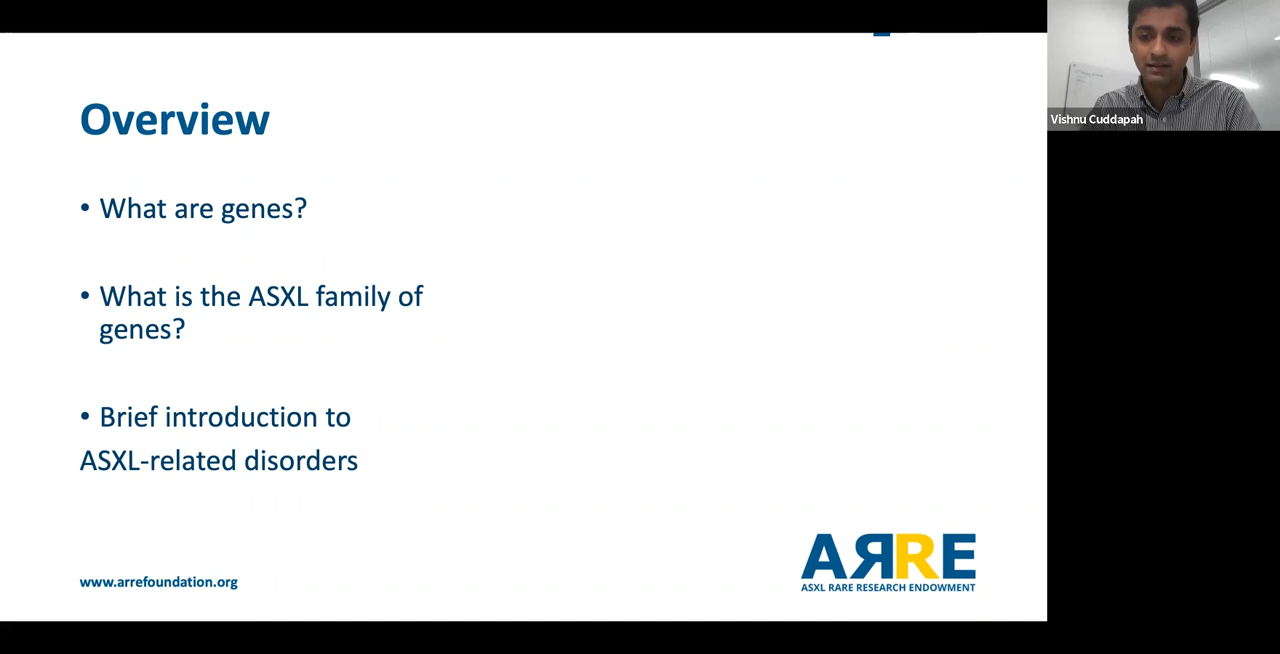 Overview
• What are genes?
• What is the ASXL family of
genes?
• Brief introduction to
ASXL-related disorders
www.arrefoundation.org
AЯRE
ASXL RARE RESEARCH ENDOWMENT
Vishnu Cuddapah